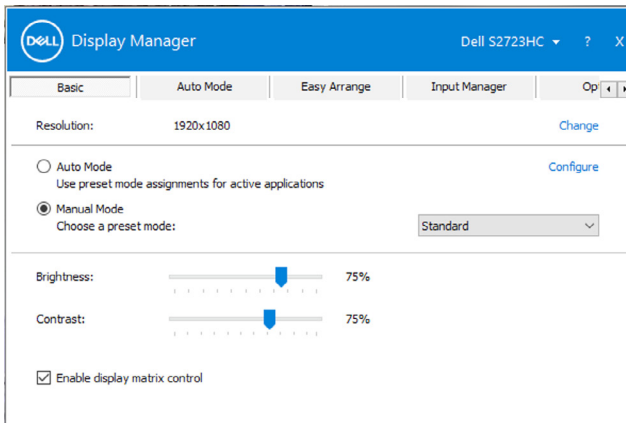 DELL Display Manager Dell S2723HC ? X
Basic Auto Mode Easy Arrange Input Manager Op
Resolution: 1920x1080 Change
Auto Mode Configure
Use preset mode assignments for active applications
Manual Mode
Choose a preset mode: Standard
Brightness: 75%
Contrast: 75%
Enable display matrix control